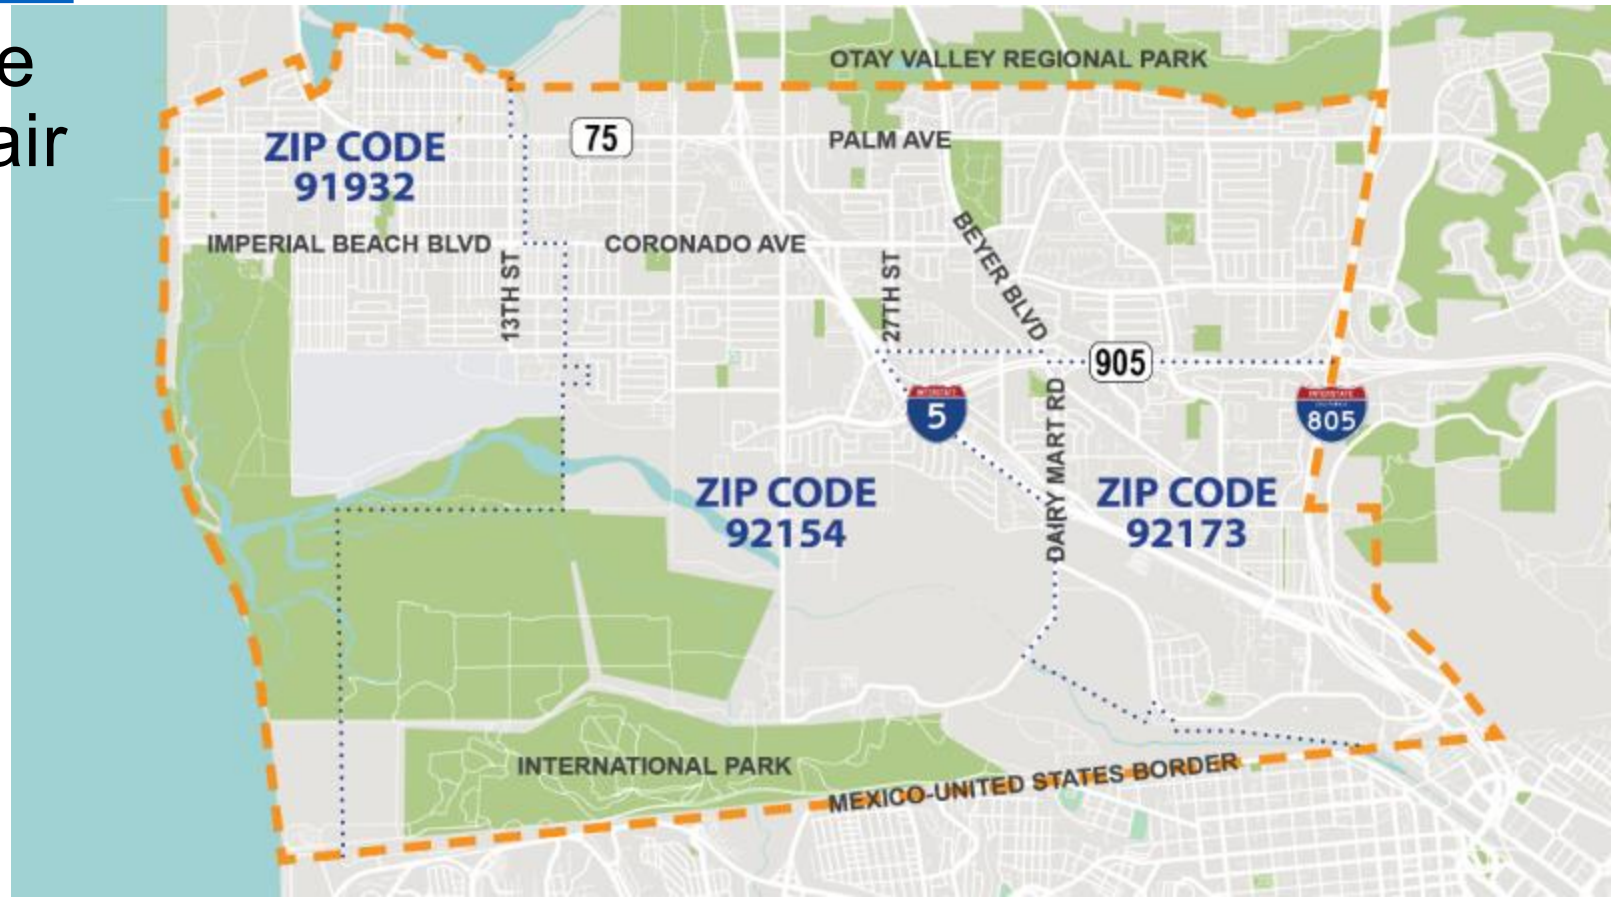 e
air
OTAY VALLEY REGIONAL PARK
ZIP CODE
91932
75
PALM AVE
IMPERIAL BEACH BLVD
CORONADO AVE
13TH ST
27TH ST
BEYER BLVD
905
INTERSTATE
5
DAIRY MART RD
INTERSTATE
805
ZIP CODE
92154
ZIP CODE
92173
INTERNATIONAL PARK
MEXICO-UNITED STATES BORDER